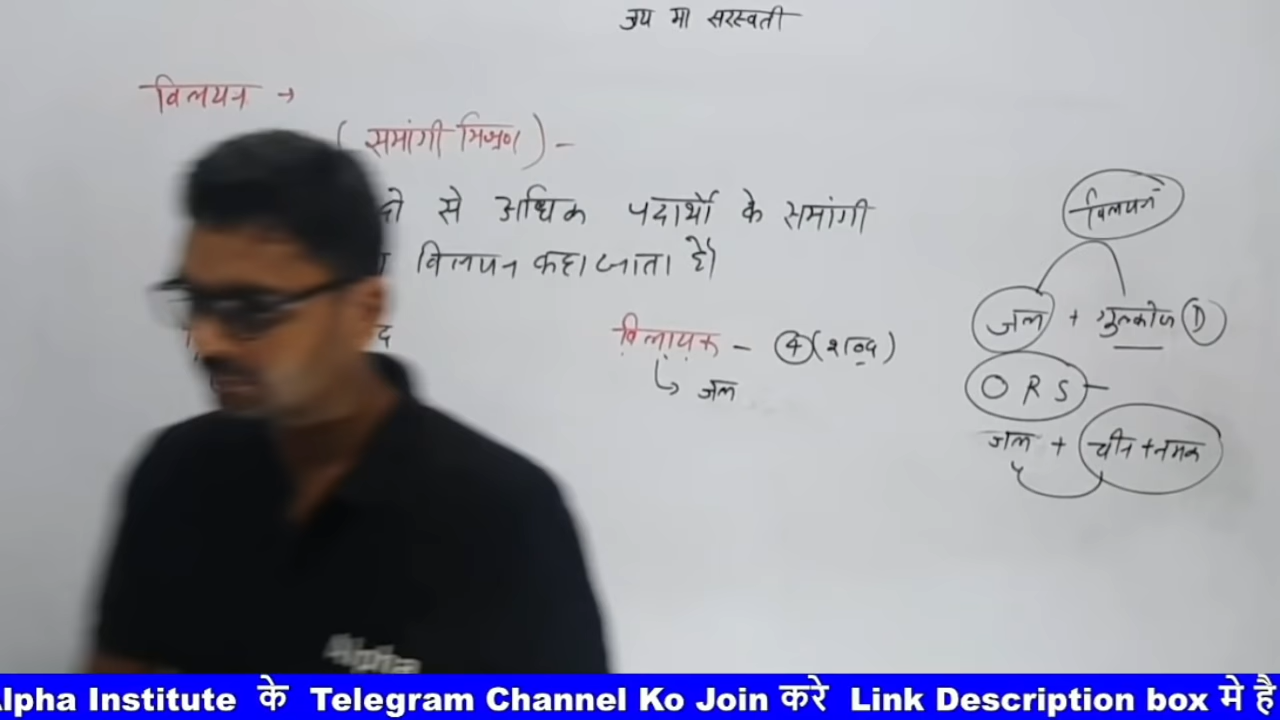 जय मा सरस्वती
विलयन →
(समांगी मिश्रण) -
दो से अधिक पदार्थो के समांगी
विलयन कहा जाता है।
विलायक - ④(शब्द)
↳ जल
विलयन
जल + ग्लुकोज (D)
ORS -
जल + चीन + नमक
Alpha
lpha Institute के Telegram Channel Ko Join करे Link Description box मे है